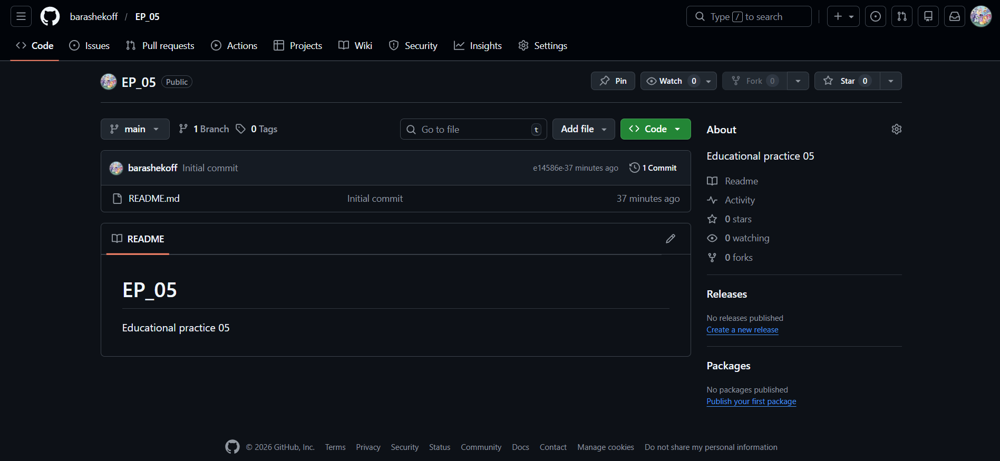 barashekoff / EP_05
Type / to search
Code Issues Pull requests Actions Projects Wiki Security Insights Settings
EP_05 Public
Pin Watch 0 Fork 0 Star 0
main 1 Branch 0 Tags
Go to file t Add file Code
barashekoff Initial commit e14586e·37 minutes ago 1 Commit
README.md Initial commit 37 minutes ago
README
EP_05
Educational practice 05
About
Educational practice 05
Readme
Activity
0 stars
0 watching
0 forks
Releases
No releases published
Create a new release
Packages
No packages published
Publish your first package
© 2026 GitHub, Inc. Terms Privacy Security Status Community Docs Contact Manage cookies Do not share my personal information